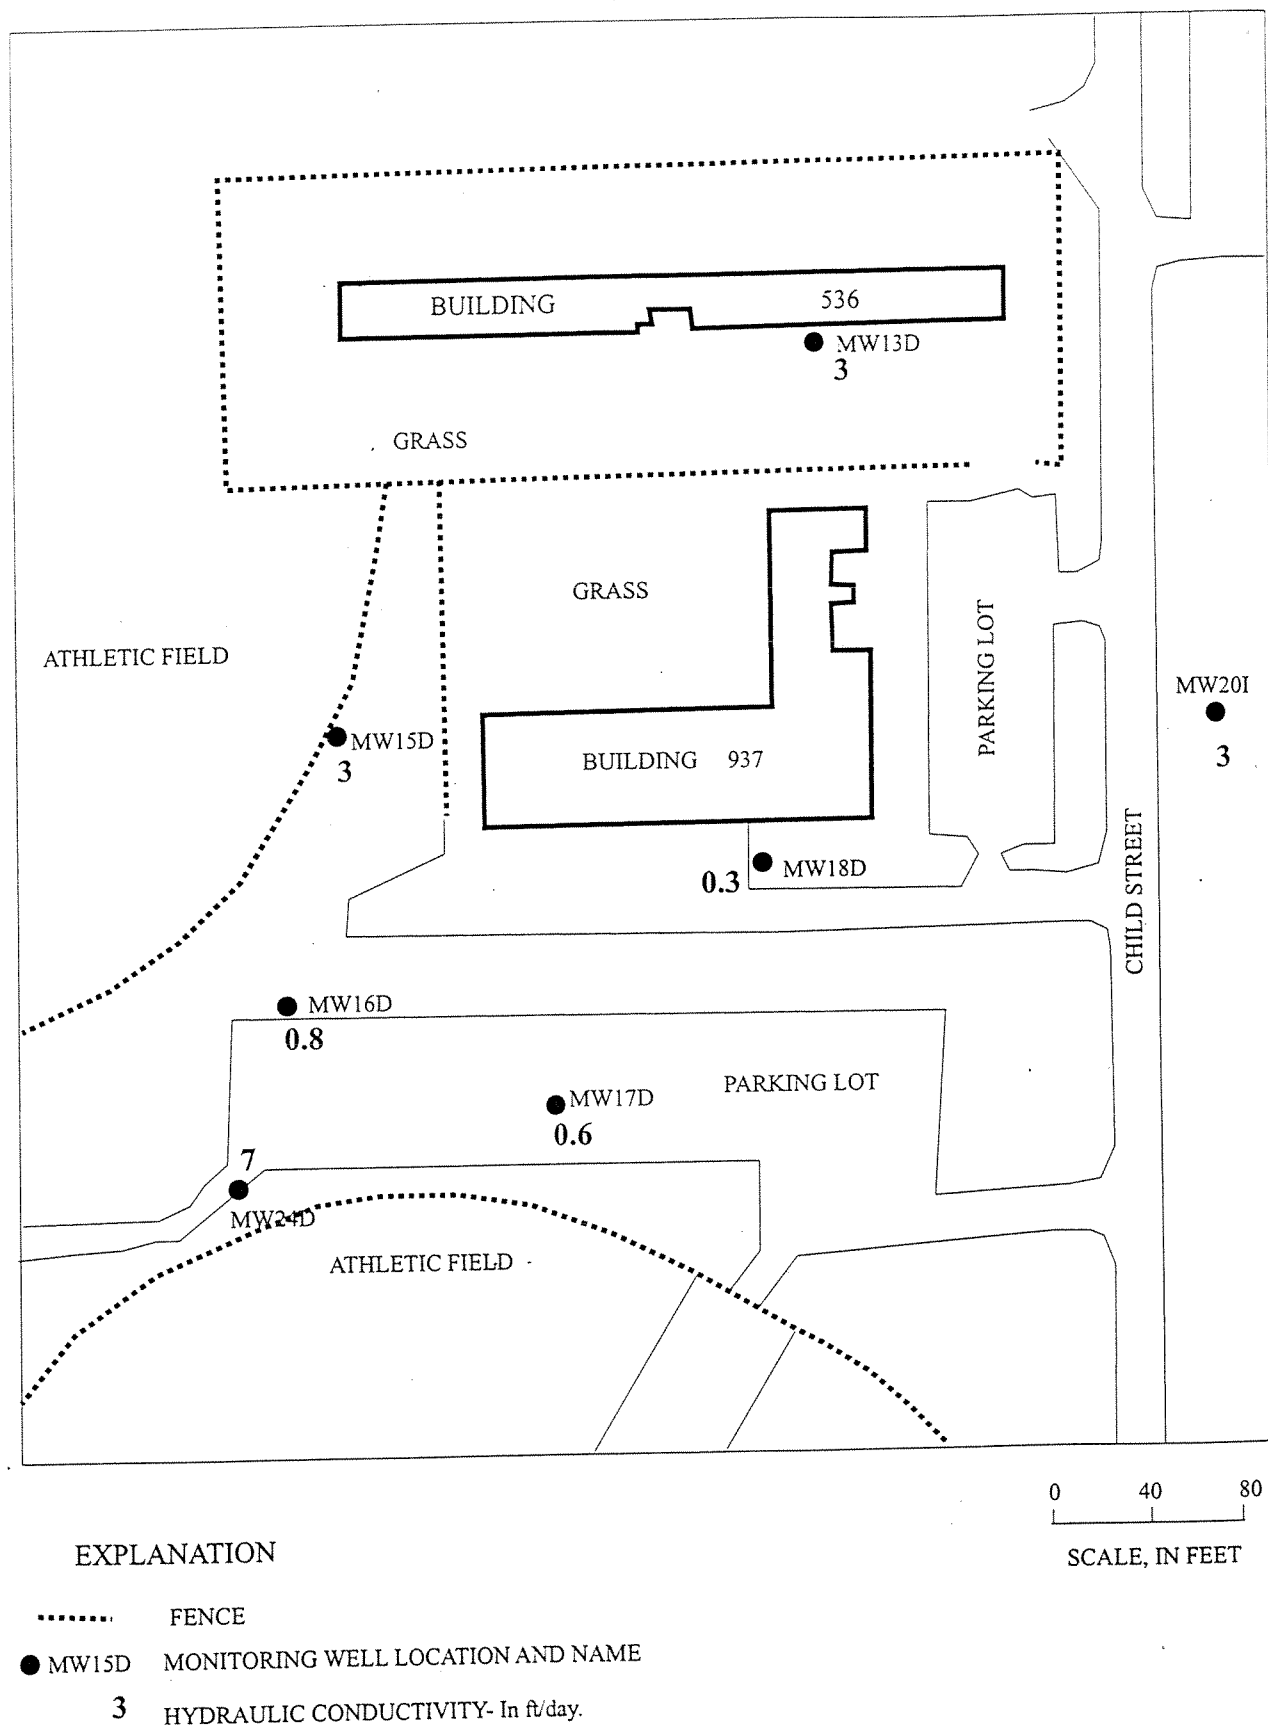 BUILDING 536
MW13D
3
GRASS
GRASS
ATHLETIC FIELD
PARKING LOT
MW20I
3
MW15D
3
BUILDING 937
MW18D
0.3
CHILD STREET
MW16D
0.8
PARKING LOT
MW17D
0.6
7
MW24D
ATHLETIC FIELD
0 40 80
SCALE, IN FEET
EXPLANATION
FENCE
MW15D MONITORING WELL LOCATION AND NAME
3 HYDRAULIC CONDUCTIVITY- In ft/day.